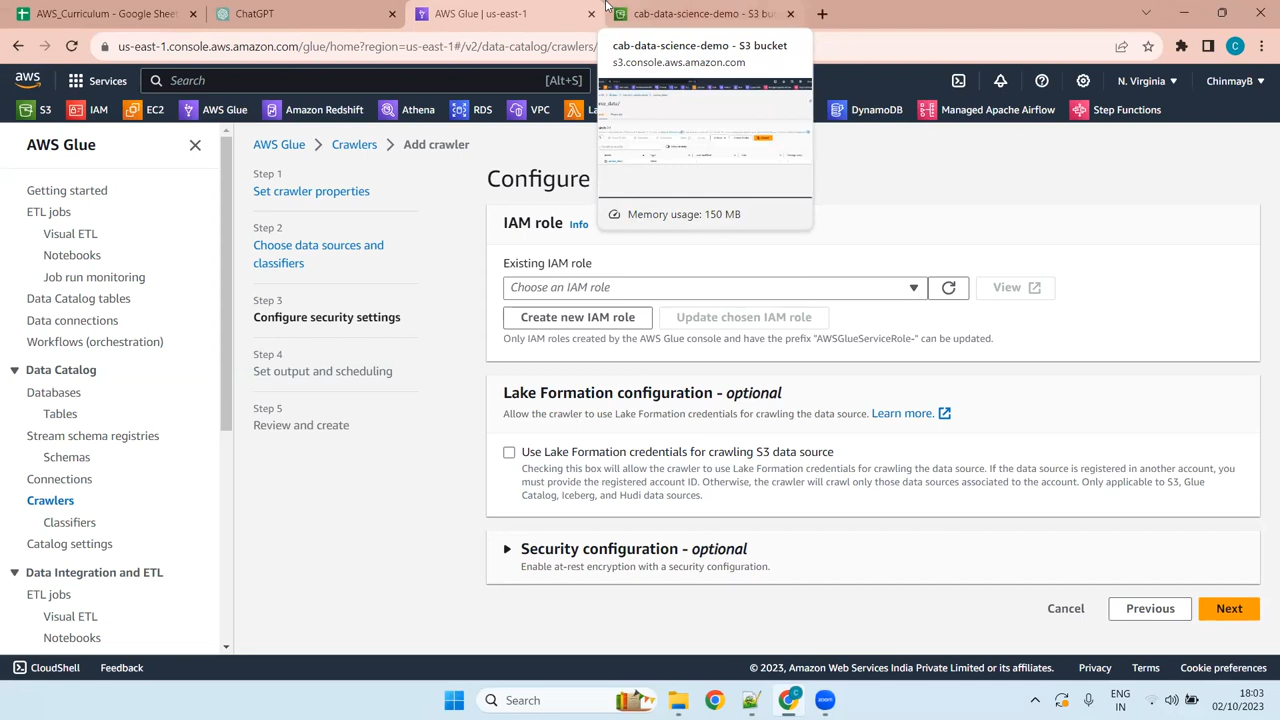 cab courses - Google Sheets
ChatGPT
AWS Glue | us-east-1
cab-data-science-demo - S3 bu
us-east-1.console.aws.amazon.com/glue/home?region=us-east-1#/v2/data-catalog/crawlers/
cab-data-science-demo - S3 bucket
s3.console.aws.amazon.com
Memory usage: 150 MB
aws
Services
Search
[Alt+S]
N. Virginia
ChinmayB
IAM
Athena
RDS
VPC
DynamoDB
Managed Apache
Step Functions
AWS Glue
Getting started
ETL jobs
Visual ETL
Notebooks
Job run monitoring
Data Catalog tables
Data connections
Workflows (orchestration)
Data Catalog
Databases
Tables
Stream schema registries
Schemas
Connections
Crawlers
Classifiers
Catalog settings
Data Integration and ETL
ETL jobs
Visual ETL
Notebooks
AWS Glue
Crawlers
Add crawler
Step 1
Set crawler properties
Step 2
Choose data sources and
classifiers
Step 3
Configure security settings
Step 4
Set output and scheduling
Step 5
Review and create
Configure
IAM role Info
Existing IAM role
Choose an IAM role
View
Create new IAM role
Update chosen IAM role
Only IAM roles created by the AWS Glue console and have the prefix "AWSGlueServiceRole-" can be updated.
Lake Formation configuration - optional
Allow the crawler to use Lake Formation credentials for crawling the data source. Learn more.
Use Lake Formation credentials for crawling S3 data source
Checking this box will allow the crawler to use Lake Formation credentials for crawling the data source. If the data source is registered in another account, you
must provide the registered account ID. Otherwise, the crawler will crawl only those data sources associated to the account. Only applicable to S3, Glue
Catalog, Iceberg, and Hudi data sources.
Security configuration - optional
Enable at-rest encryption with a security configuration.
Cancel
Previous
Next
CloudShell
Feedback
© 2023, Amazon Web Services India Private Limited or its affiliates.
Privacy
Terms
Cookie preferences
Search
ENG
IN
18:03
02/10/2023